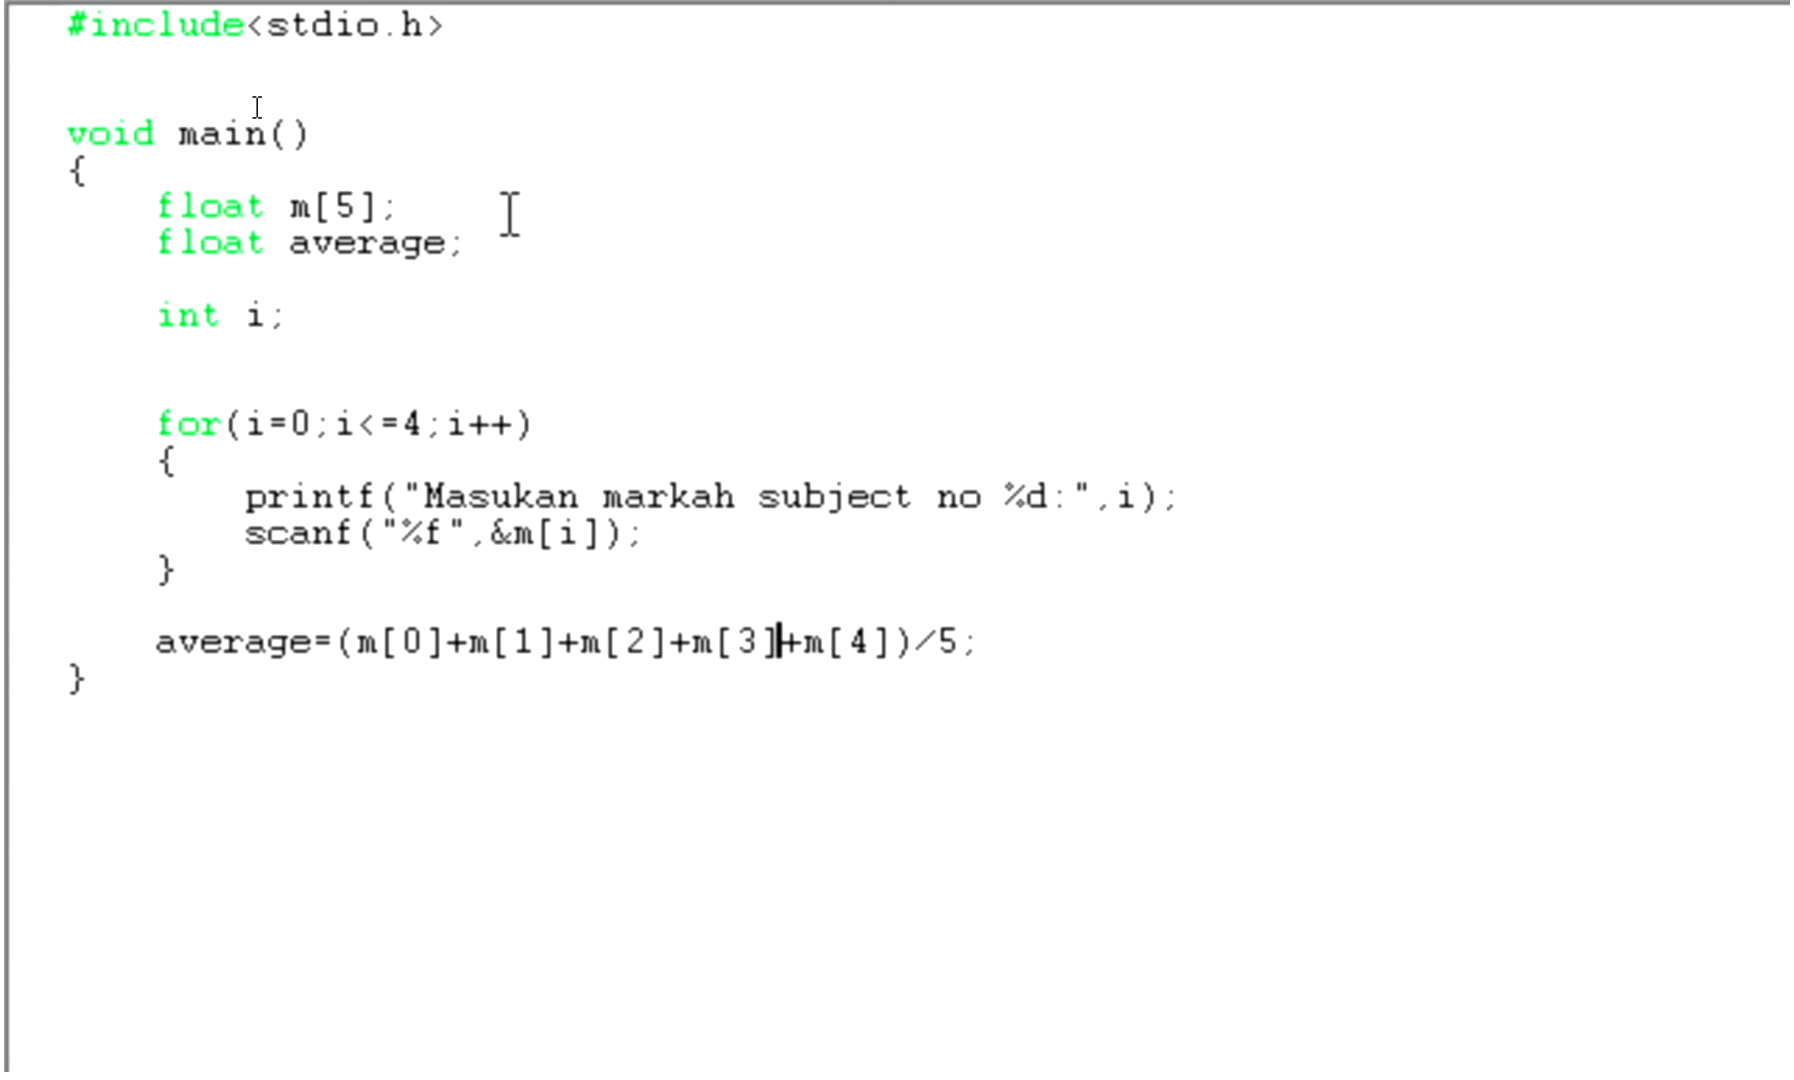 #include<stdio.h>
void main()
{
float m[5];
float average;
int i;
for(i=0;i<=4;i++)
{
printf("Masukan markah subject no %d:",i);
scanf("%f",&m[i]);
}
average=(m[0]+m[1]+m[2]+m[3]+m[4])/5;
}